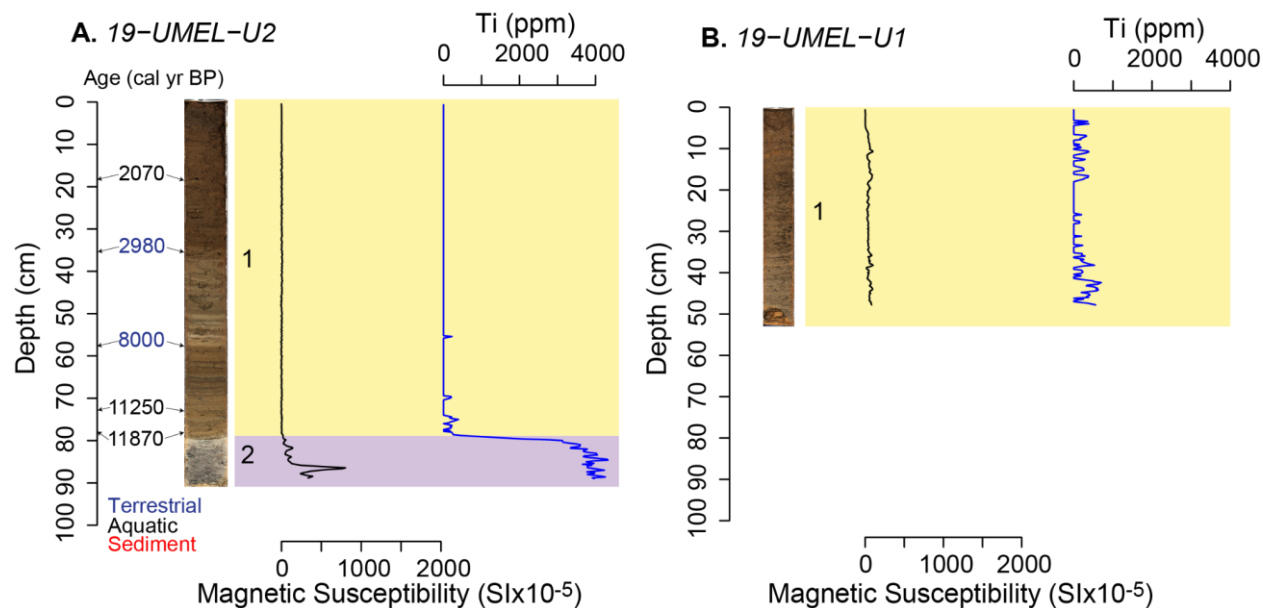 A. 19−UMEL−U2
Ti (ppm)
0 2000 4000
Age (cal yr BP)
Depth (cm)
0 10 20 30 40 50 60 70 80 90 100
2070
2980
8000
11250
11870
1
2
Terrestrial
Aquatic
Sediment
0 1000 2000
Magnetic Susceptibility (SIx10-5)
B. 19−UMEL−U1
Ti (ppm)
0 2000 4000
Depth (cm)
0 10 20 30 40 50 60 70 80 90 100
1
0 1000 2000
Magnetic Susceptibility (SIx10-5)